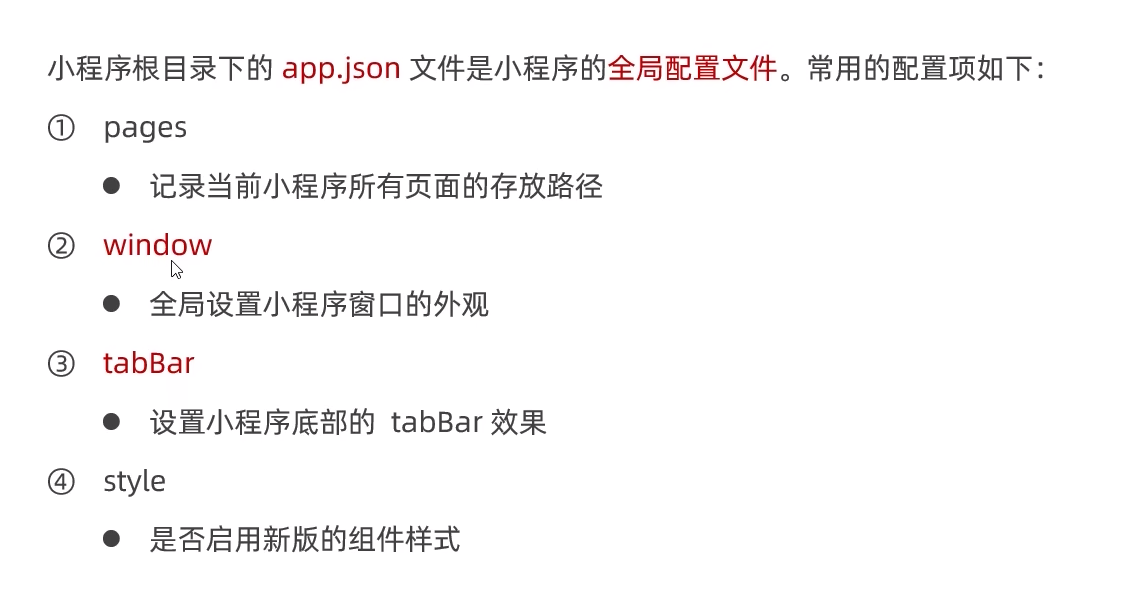 小程序根目录下的 app.json 文件是小程序的全局配置文件。常用的配置项如下：
① pages
● 记录当前小程序所有页面的存放路径
② window
● 全局设置小程序窗口的外观
③ tabBar
● 设置小程序底部的 tabBar 效果
④ style
● 是否启用新版的组件样式